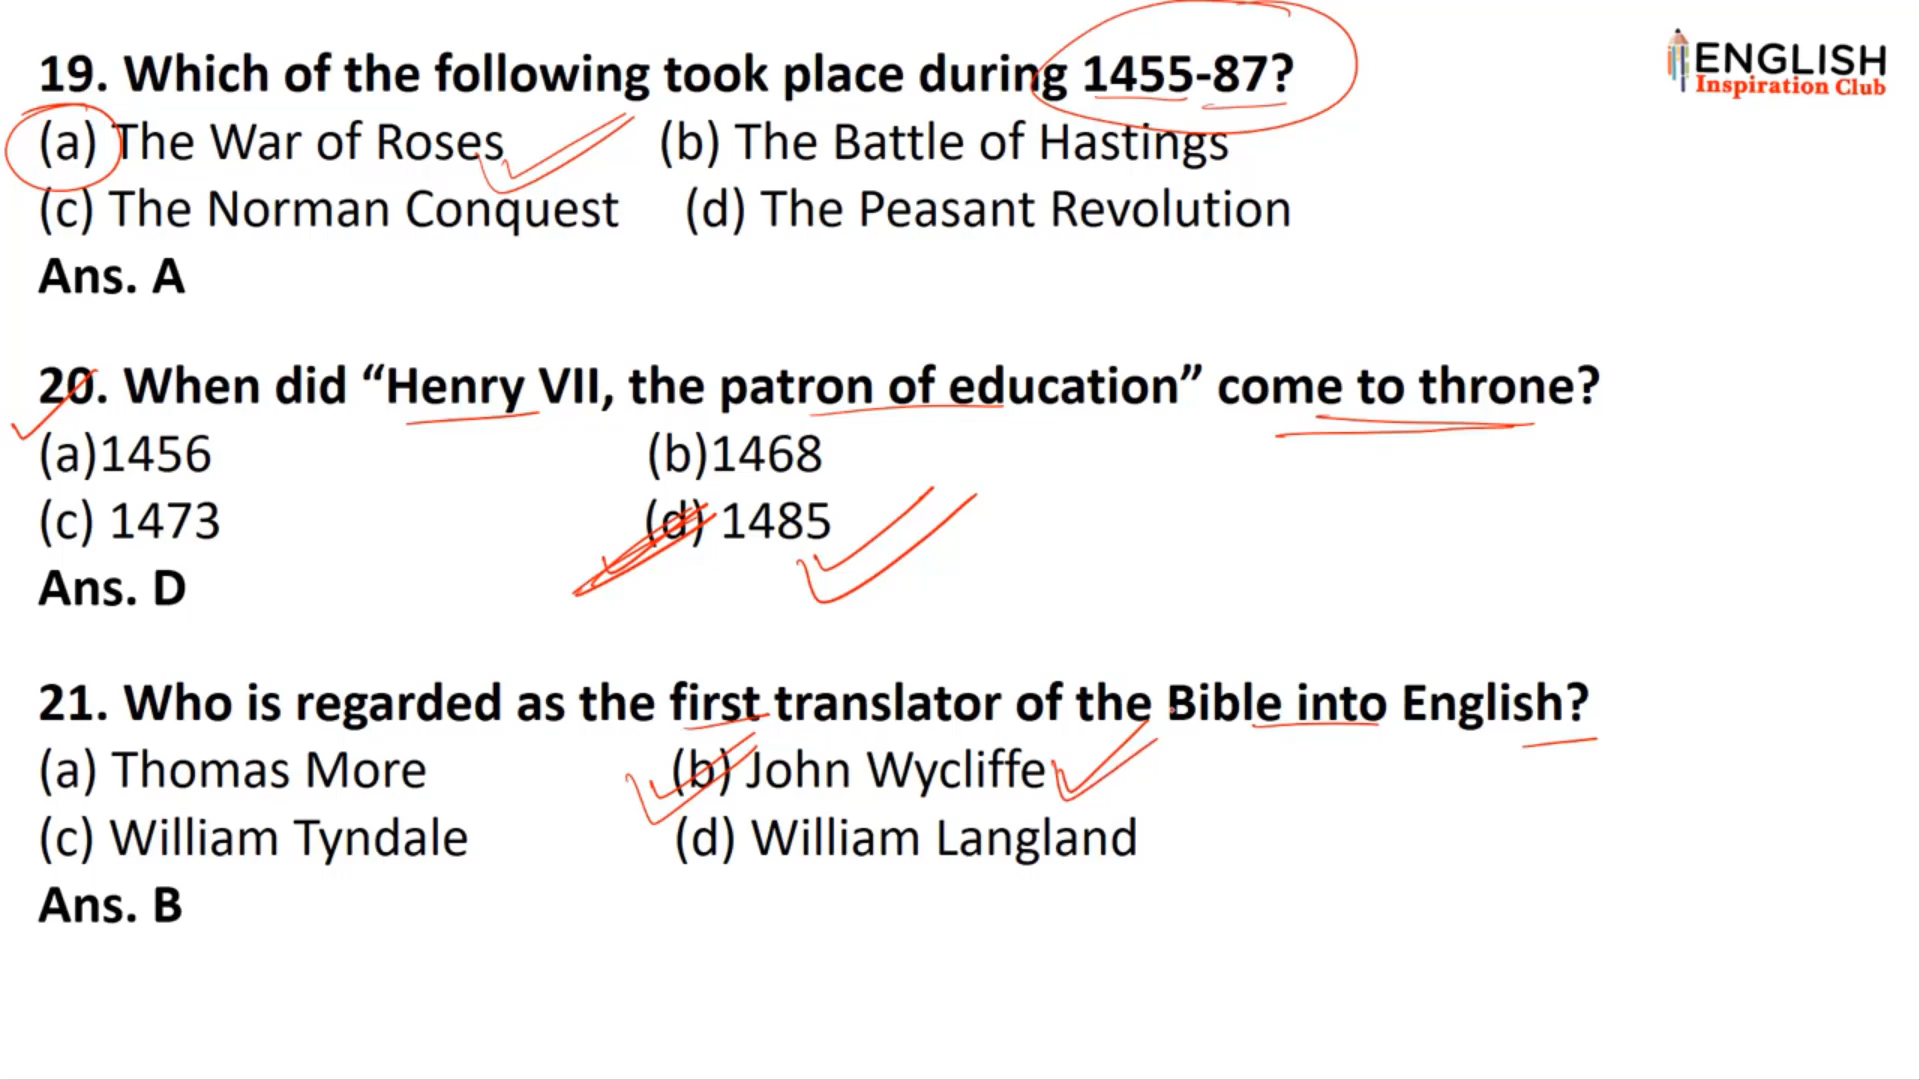 19. Which of the following took place during 1455-87?
(a) The War of Roses (b) The Battle of Hastings
(c) The Norman Conquest (d) The Peasant Revolution
Ans. A
20. When did “Henry VII, the patron of education” come to throne?
(a)1456 (b)1468
(c) 1473 (d) 1485
Ans. D
21. Who is regarded as the first translator of the Bible into English?
(a) Thomas More (b) John Wycliffe
(c) William Tyndale (d) William Langland
Ans. B
ENGLISH
Inspiration Club